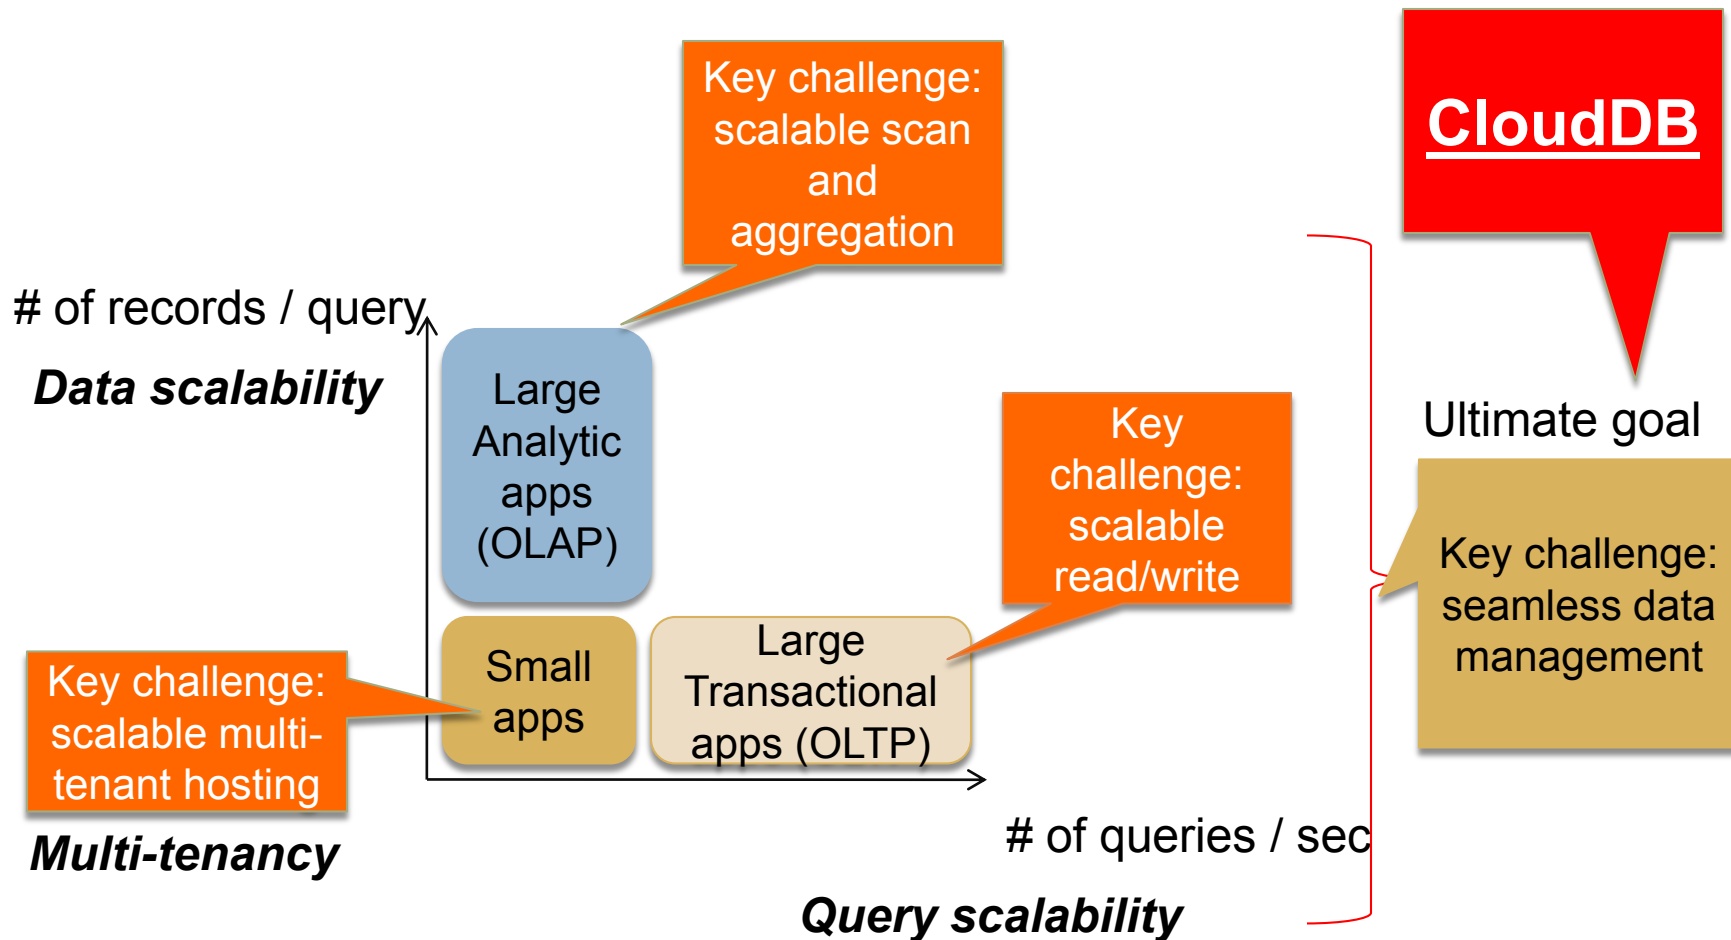 Key challenge:
scalable scan
and
aggregation
CloudDB
# of records / query
Data scalability
Large
Analytic
apps
(OLAP)
Key
challenge:
scalable
read/write
Ultimate goal
Key challenge:
seamless data
management
Key challenge:
scalable multi-
tenant hosting
Small
apps
Large
Transactional
apps (OLTP)
Multi-tenancy
# of queries / sec
Query scalability